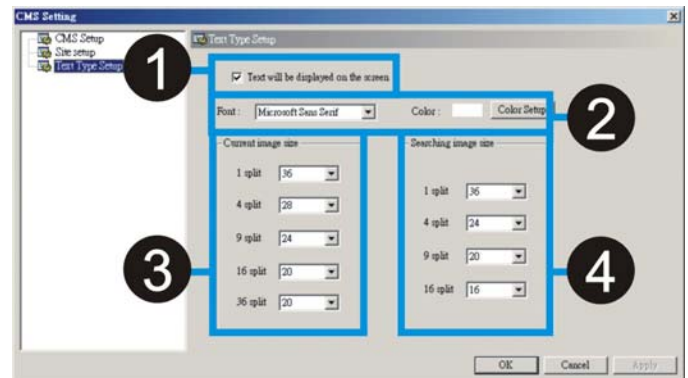 CMS Setting
CMS Setup
Site setup
Text Type Setup
Text Type Setup
1
Text will be displayed on the screen
Font : Microsoft Sans Serif Color : Color Setup
2
Current image size
1 split 36
4 split 28
9 split 24
16 split 20
36 split 20
3
Searching image size
1 split 36
4 split 24
9 split 20
16 split 16
4
OK Cancel Apply